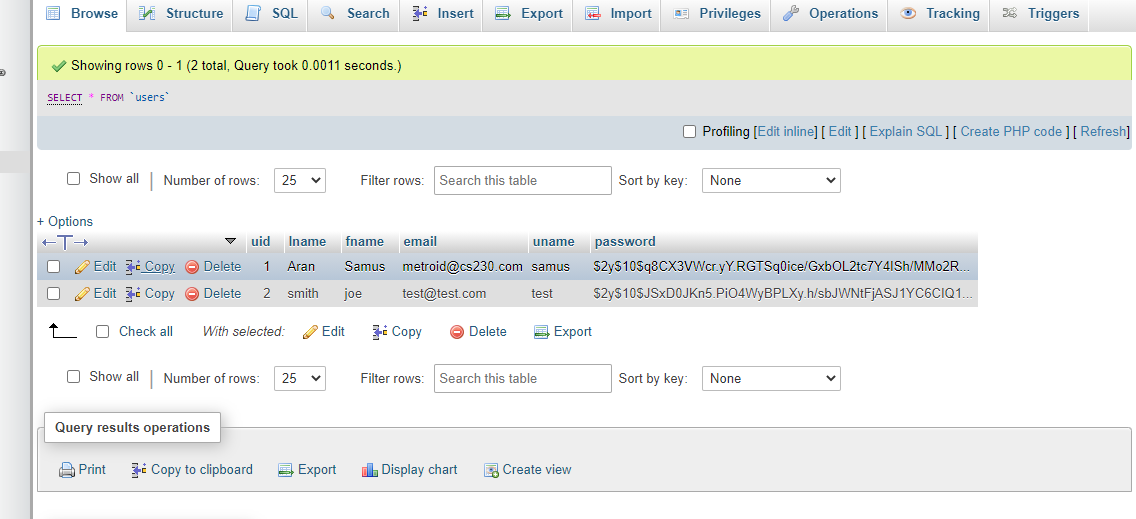 Browse Structure SQL Search Insert Export Import Privileges Operations Tracking Triggers
Showing rows 0 - 1 (2 total, Query took 0.0011 seconds.)
SELECT * FROM `users`
Profiling [Edit inline] [ Edit ] [ Explain SQL ] [ Create PHP code ] [ Refresh]
Show all | Number of rows: 25 Filter rows: Search this table Sort by key: None
+ Options
←T→ uid lname fname email uname password
Edit Copy Delete 1 Aran Samus metroid@cs230.com samus $2y$10$q8CX3VWcr.yY.RGTSq0ice/GxbOL2tc7Y4ISh/MMo2R...
Edit Copy Delete 2 smith joe test@test.com test $2y$10$JSxD0JKn5.PiO4WyBPLXy.h/sbJWNtFjASJ1YC6CIQ1...
Check all With selected: Edit Copy Delete Export
Show all | Number of rows: 25 Filter rows: Search this table Sort by key: None
Query results operations
Print Copy to clipboard Export Display chart Create view